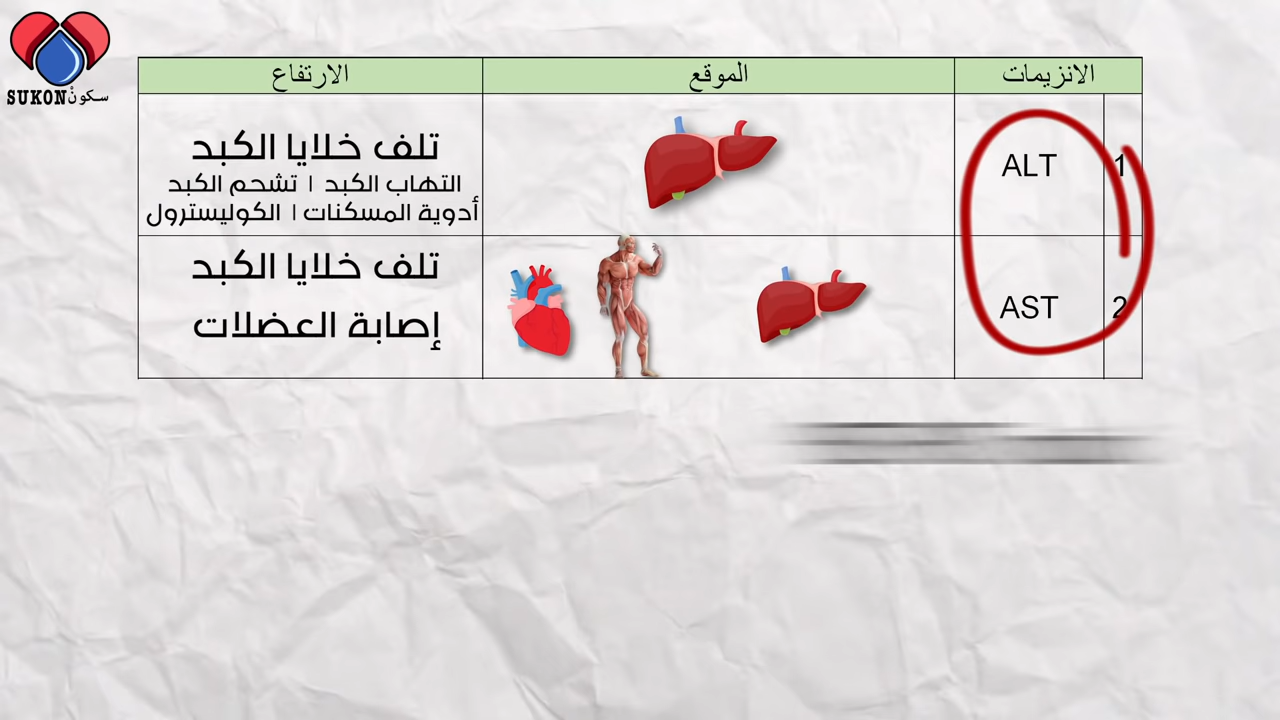 SUKON سكون
الانزيمات
الموقع
الارتفاع
1
ALT
تلف خلايا الكبد
التهاب الكبد | تشحم الكبد
أدوية المسكنات | الكوليسترول
2
AST
تلف خلايا الكبد
إصابة العضلات